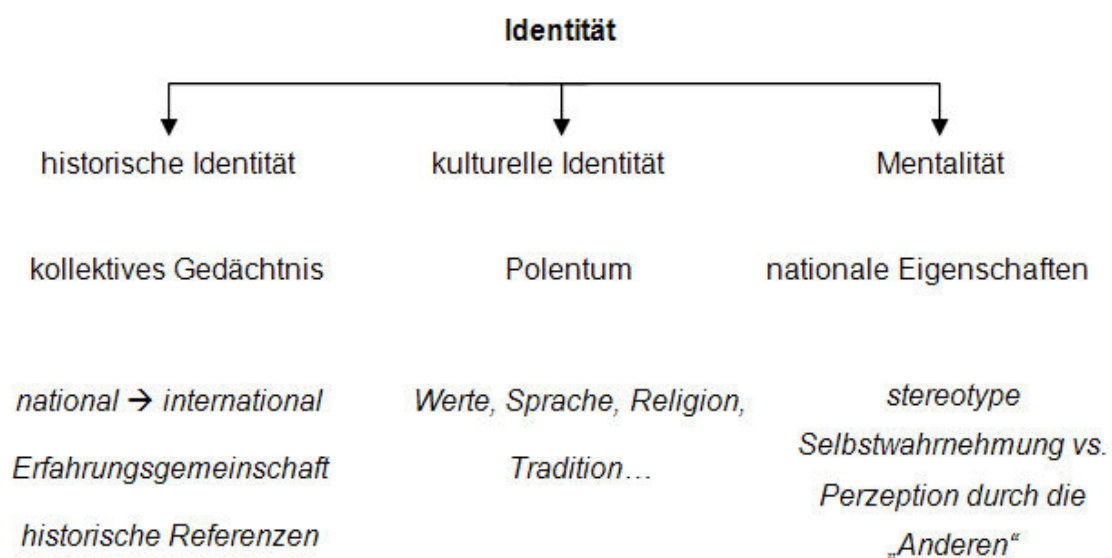 Identität
historische Identität
kulturelle Identität
Mentalität
kollektives Gedächtnis
Polentum
nationale Eigenschaften
national → international
Erfahrungsgemeinschaft
historische Referenzen
Werte, Sprache, Religion,
Tradition…
stereotype
Selbstwahrnehmung vs.
Perzeption durch die
„Anderen“